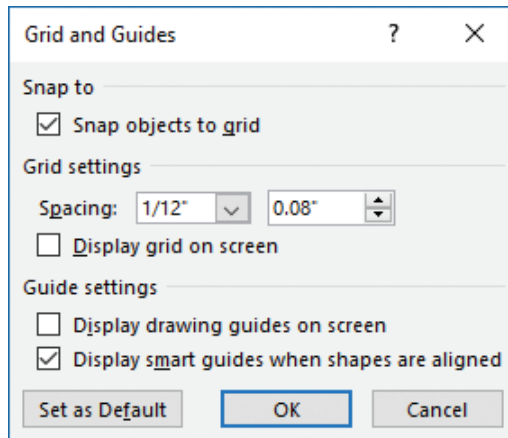 Grid and Guides ? ×
Snap to
Snap objects to grid
Grid settings
Spacing: 1/12" 0.08"
Display grid on screen
Guide settings
Display drawing guides on screen
Display smart guides when shapes are aligned
Set as Default OK Cancel